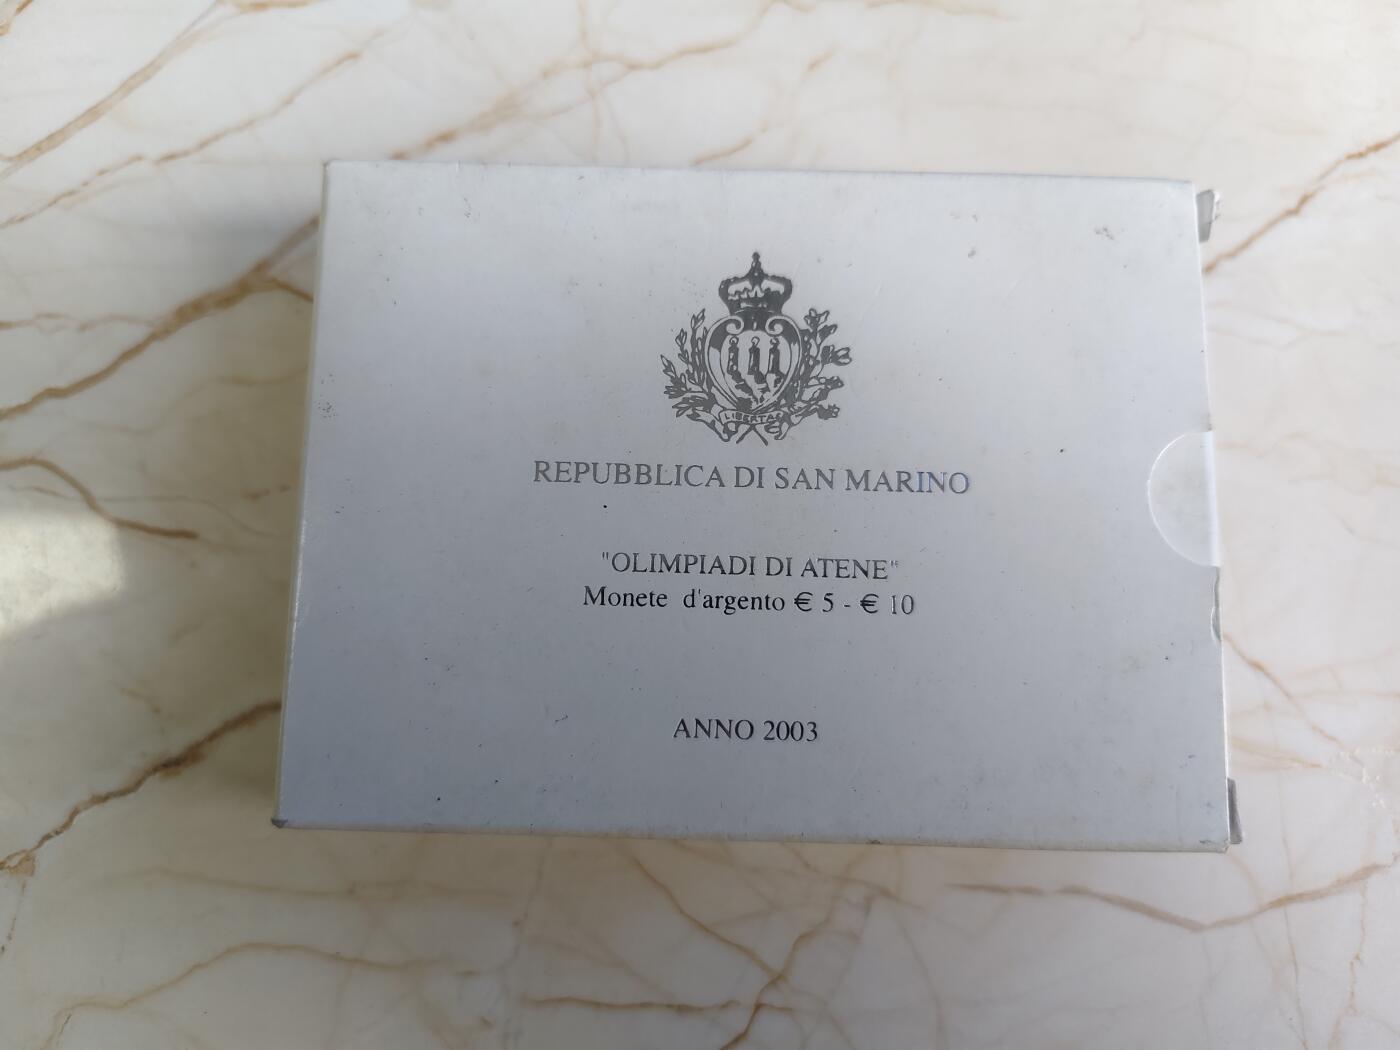 LIBERTAS
REPUBBLICA DI SAN MARINO
"OLIMPIADI DI ATENE"
Monete d'argento € 5 - € 10
ANNO 2003